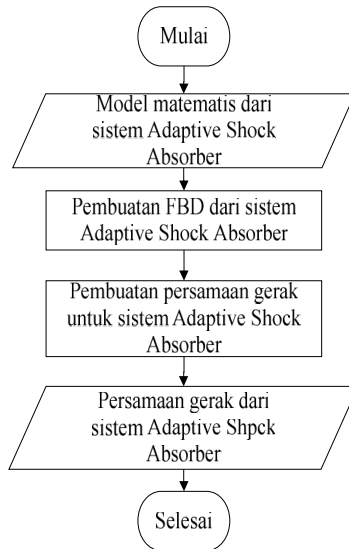 Mulai
Model matematis dari
sistem Adaptive Shock
Absorber
Pembuatan FBD dari sistem
Adaptive Shock Absorber
Pembuatan persamaan gerak
untuk sistem Adaptive Shock
Absorber
Persamaan gerak dari
sistem Adaptive Shpck
Absorber
Selesai